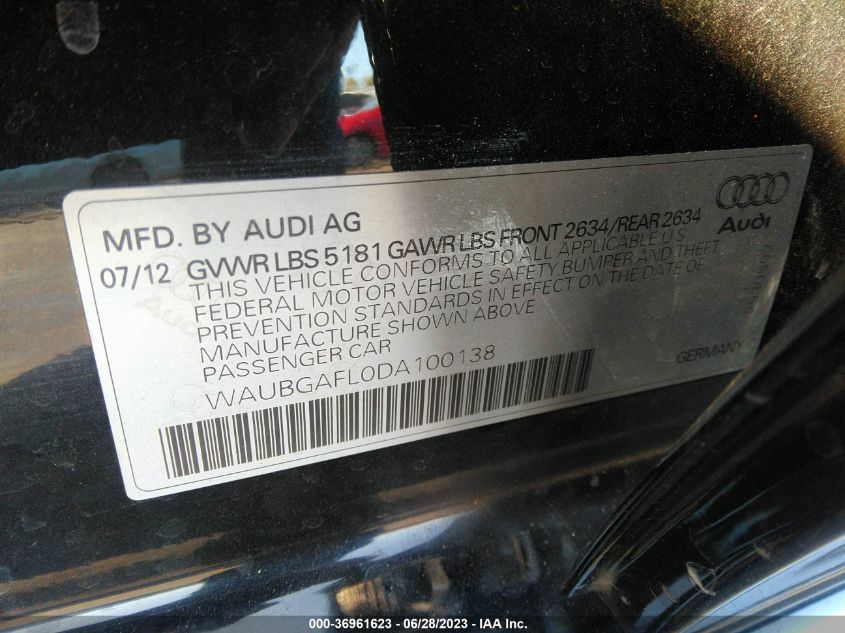 MFD. BY AUDI AG
07/12 GVWR LBS 5181 GAWR LBS FRONT 2634/REAR 2634
THIS VEHICLE CONFORMS TO ALL APPLICABLE U.S.
FEDERAL MOTOR VEHICLE SAFETY, BUMPER AND THEFT
PREVENTION STANDARDS IN EFFECT ON THE DATE OF
MANUFACTURE SHOWN ABOVE
PASSENGER CAR
WAUBGAFL0DA100138
Audi
GERMANY
000-36961623 - 06/28/2023 - IAA Inc.